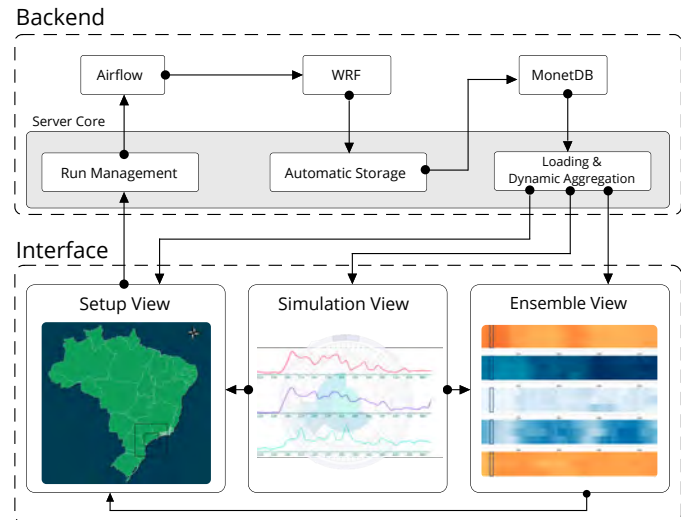 Backend
Airflow
WRF
MonetDB
Server Core
Run Management
Automatic Storage
Loading &
Dynamic Aggregation
Interface
Setup View
Simulation View
Ensemble View